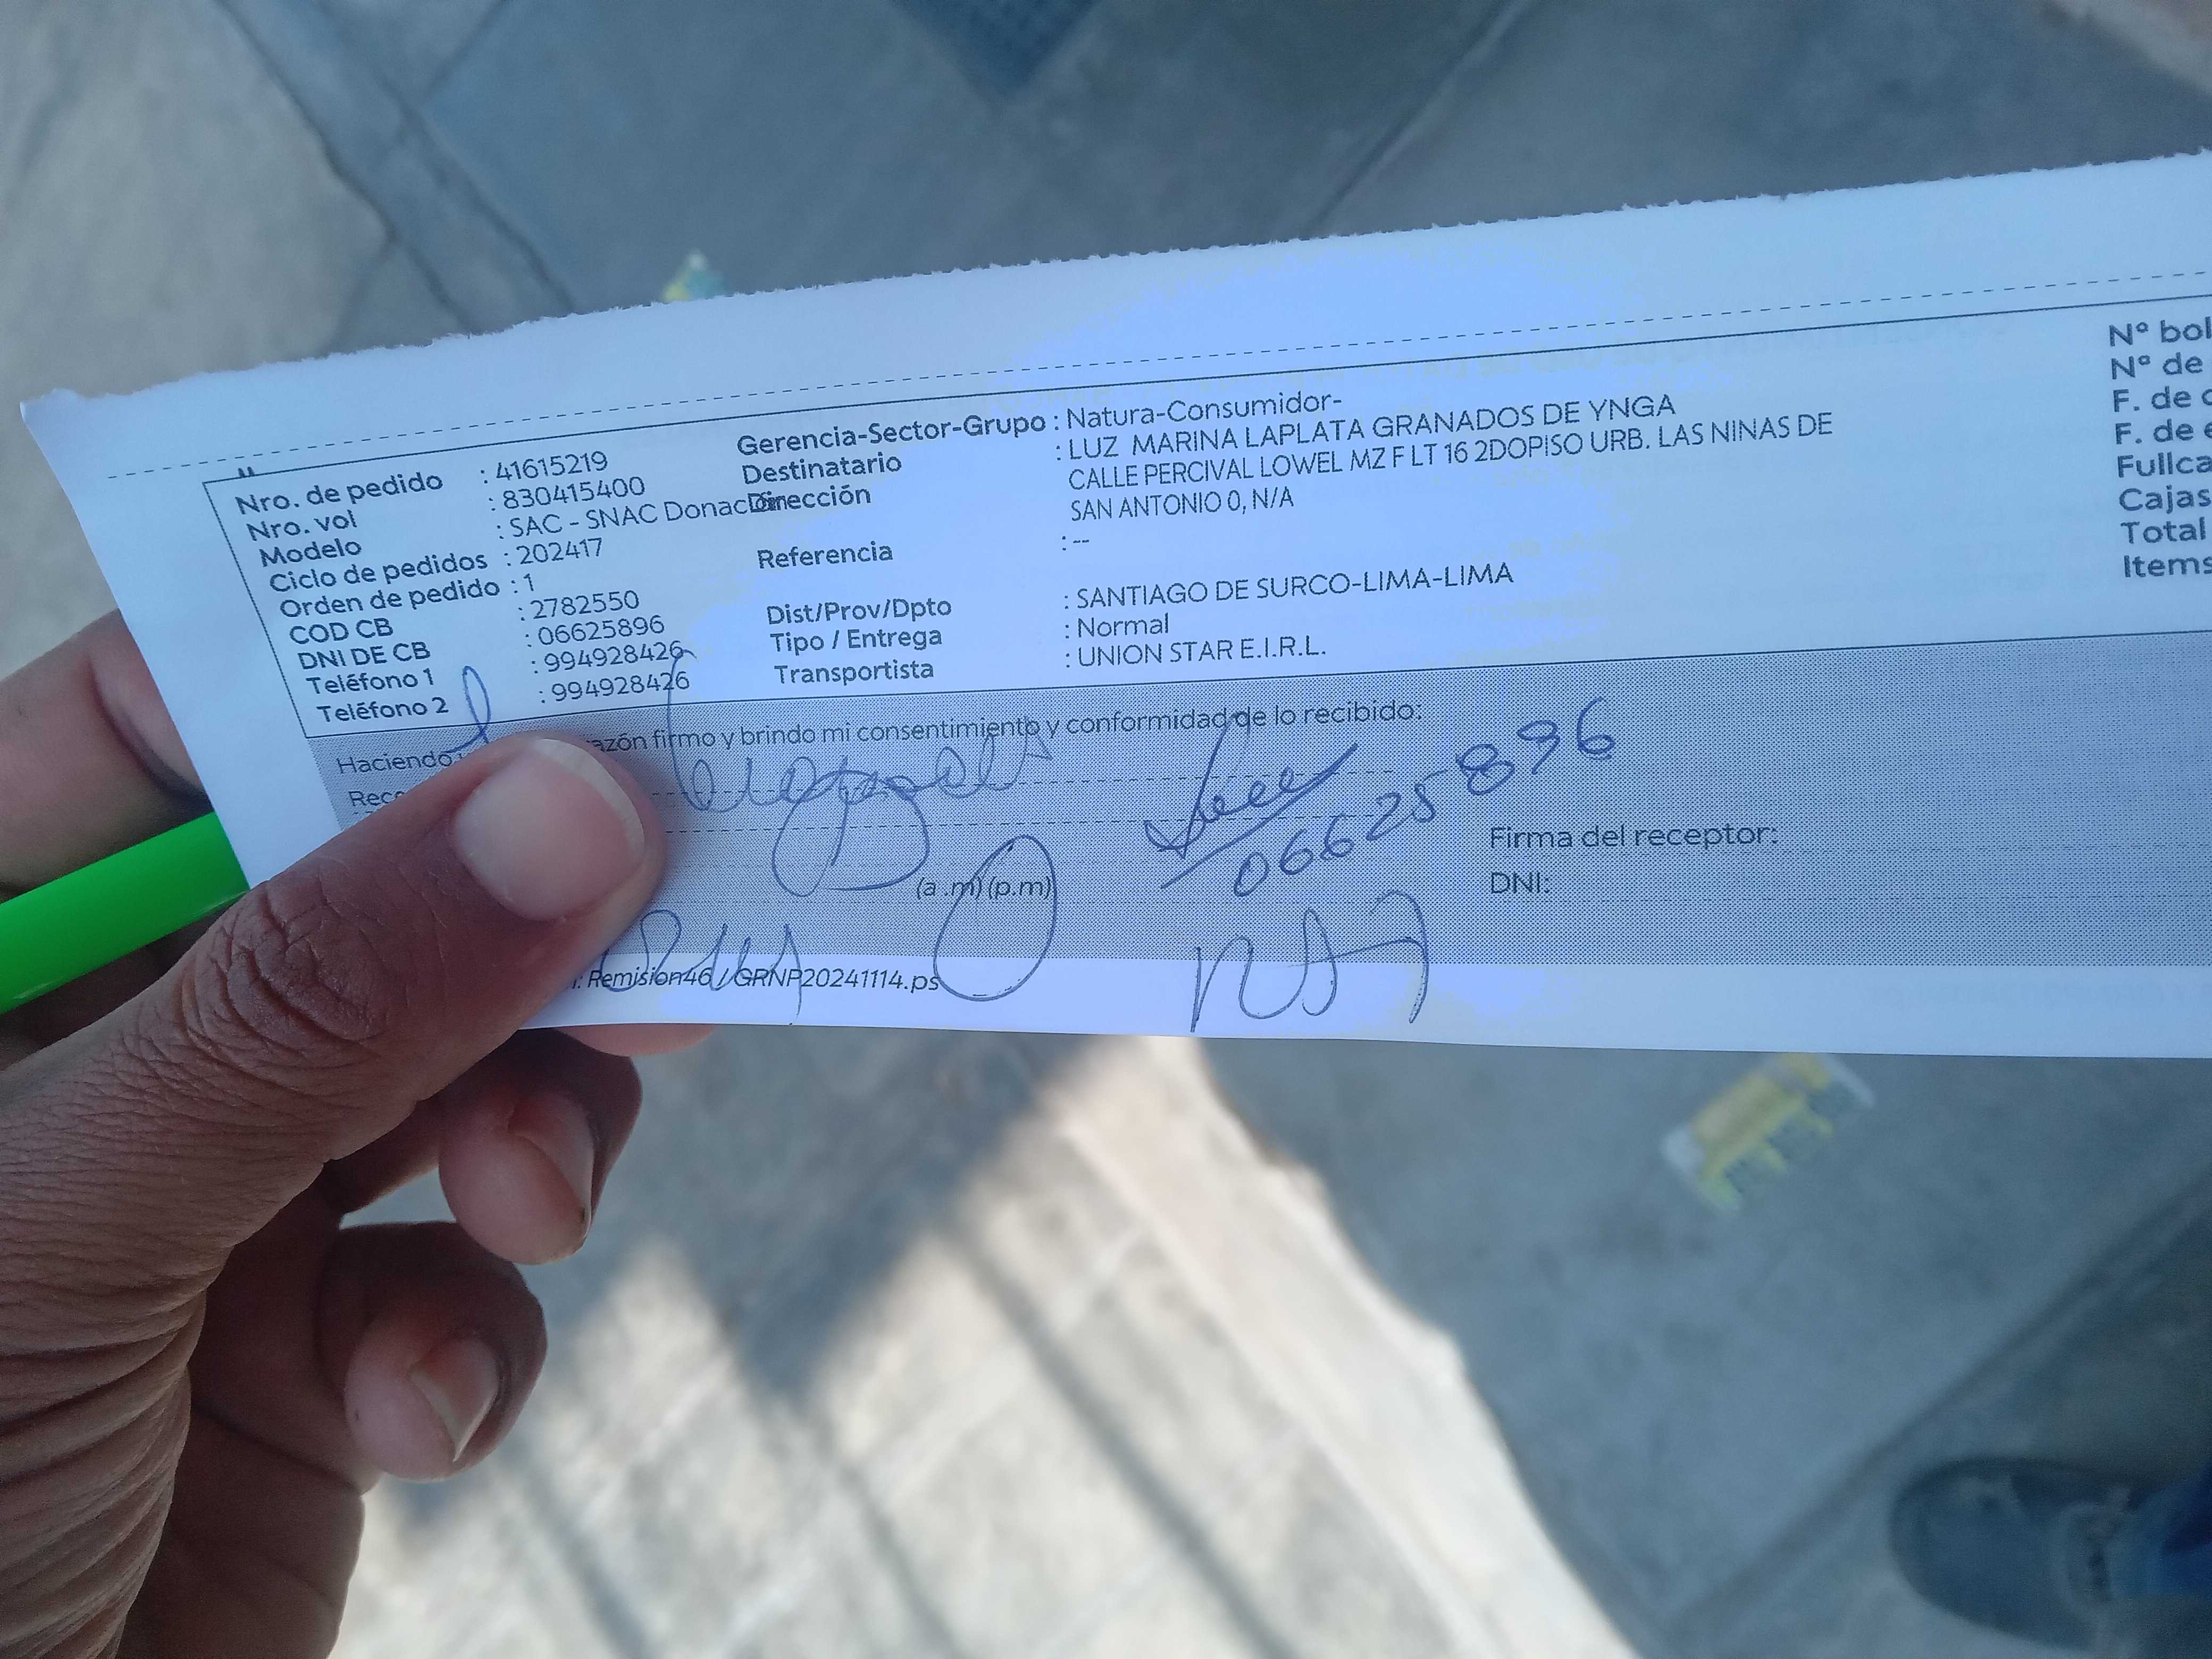 Nro. de pedido : 41615219
Nro. vol : 830415400
Modelo : SAC - SNAC Donación
Ciclo de pedidos : 202417
Orden de pedido : 1
COD CB : 2782550
DNI DE CB : 06625896
Teléfono 1 : 994928426
Teléfono 2 : 994928426
Gerencia-Sector-Grupo : Natura-Consumidor-
Destinatario : LUZ MARINA LAPLATA GRANADOS DE YNGA
Dirección CALLE PERCIVAL LOWEL MZ F LT 16 2DOPISO URB. LAS NINAS DE
SAN ANTONIO 0, N/A
Referencia : --
Dist/Prov/Dpto : SANTIAGO DE SURCO-LIMA-LIMA
Tipo / Entrega : Normal
Transportista : UNION STAR E.I.R.L.
Nº bol
Nº de
F. de
F. de
Fullca
Cajas
Total
Items
Haciendo firmo y brindo mi consentimiento y conformidad de lo recibido:
06625896
Firma del receptor:
(a .m) (p.m)
DNI:
Remision46 / GRNP20241114.ps